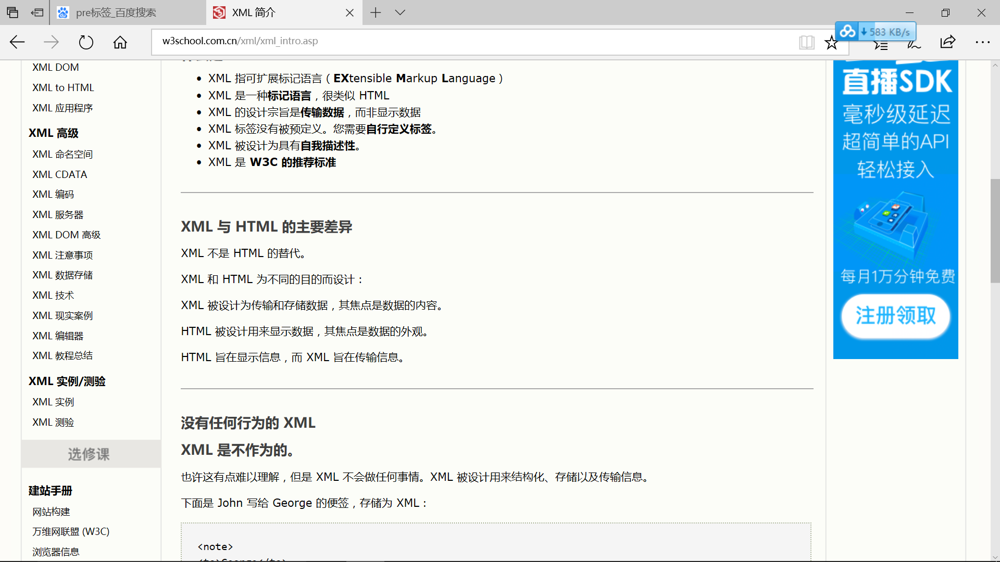 pre标签_百度搜索
XML 简介
w3school.com.cn/xml/xml_intro.asp
583 KB/s
XML DOM
XML to HTML
XML 应用程序
XML 高级
XML 命名空间
XML CDATA
XML 编码
XML 服务器
XML DOM 高级
XML 注意事项
XML 数据存储
XML 技术
XML 现实案例
XML 编辑器
XML 教程总结
XML 实例/测验
XML 实例
XML 测验
选修课
建站手册
网站构建
万维网联盟 (W3C)
浏览器信息
XML 指可扩展标记语言（EXtensible Markup Language）
XML 是一种标记语言，很类似 HTML
XML 的设计宗旨是传输数据，而非显示数据
XML 标签没有被预定义。您需要自行定义标签。
XML 被设计为具有自我描述性。
XML 是 W3C 的推荐标准
XML 与 HTML 的主要差异
XML 不是 HTML 的替代。
XML 和 HTML 为不同的目的而设计：
XML 被设计为传输和存储数据，其焦点是数据的内容。
HTML 被设计用来显示数据，其焦点是数据的外观。
HTML 旨在显示信息，而 XML 旨在传输信息。
没有任何行为的 XML
XML 是不作为的。
也许这有点难以理解，但是 XML 不会做任何事情。XML 被设计用来结构化、存储以及传输信息。
下面是 John 写给 George 的便签，存储为 XML：
<note>
<to>George</to>
直播SDK
毫秒级延迟
超简单的API
轻松接入
每月1万分钟免费
注册领取